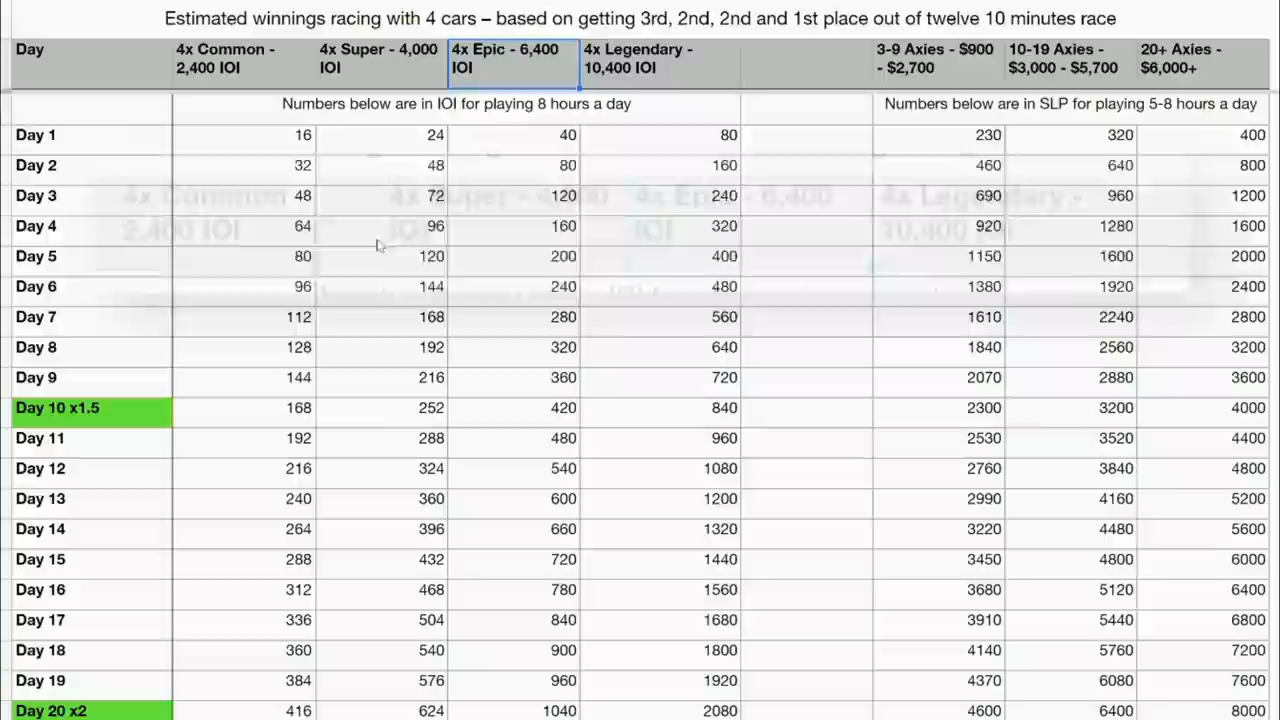 Estimated winnings racing with 4 cars – based on getting 3rd, 2nd, 2nd and 1st place out of twelve 10 minutes race
Day 4x Common - 2,400 IOI 4x Super - 4,000 IOI 4x Epic - 6,400 IOI 4x Legendary - 10,400 IOI 3-9 Axies - $900 - $2,700 10-19 Axies - $3,000 - $5,700 20+ Axies - $6,000+
Numbers below are in IOI for playing 8 hours a day Numbers below are in SLP for playing 5-8 hours a day
Day 1 16 24 40 80 230 320 400
Day 2 32 48 80 160 460 640 800
Day 3 48 72 120 240 690 960 1200
Day 4 64 96 160 320 920 1280 1600
Day 5 80 120 200 400 1150 1600 2000
Day 6 96 144 240 480 1380 1920 2400
Day 7 112 168 280 560 1610 2240 2800
Day 8 128 192 320 640 1840 2560 3200
Day 9 144 216 360 720 2070 2880 3600
Day 10 x1.5 168 252 420 840 2300 3200 4000
Day 11 192 288 480 960 2530 3520 4400
Day 12 216 324 540 1080 2760 3840 4800
Day 13 240 360 600 1200 2990 4160 5200
Day 14 264 396 660 1320 3220 4480 5600
Day 15 288 432 720 1440 3450 4800 6000
Day 16 312 468 780 1560 3680 5120 6400
Day 17 336 504 840 1680 3910 5440 6800
Day 18 360 540 900 1800 4140 5760 7200
Day 19 384 576 960 1920 4370 6080 7600
Day 20 x2 416 624 1040 2080 4600 6400 8000